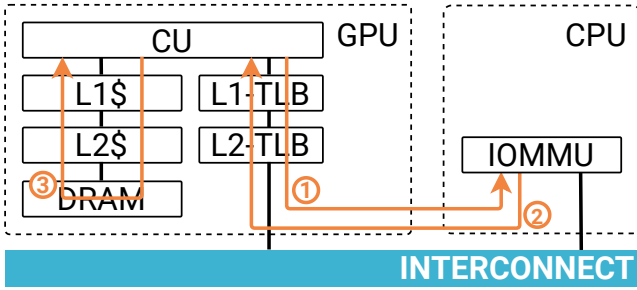 CU
GPU
CPU
L1$
L1-TLB
L2$
L2-TLB
IOMMU
③
DRAM
①
②
INTERCONNECT